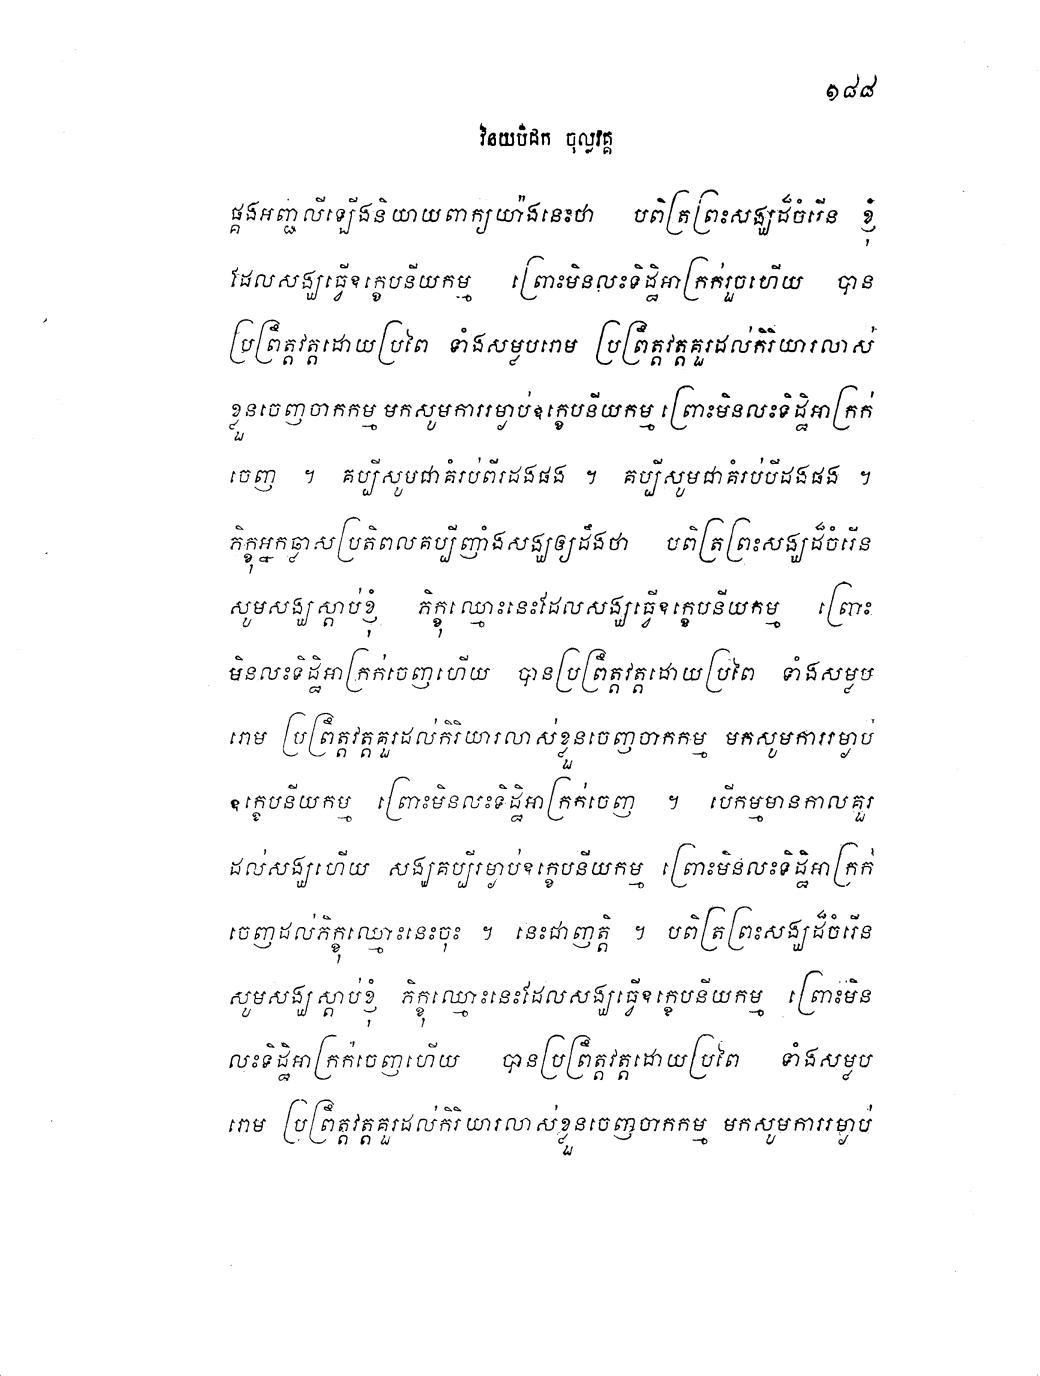 ១៨៨
វិនយបិដក ចុល្លវគ្គ
ផ្គងអញ្ជលីឡើងនិយាយពាក្យយ៉ាងនេះថា បពិត្រព្រះសង្ឃដ៏ចំរើន ខ្ញុំ
ដែលសង្ឃធ្វើឧក្ខេបនីយកម្ម ព្រោះមិនលះទិដ្ឋិអាក្រក់រួចហើយ បាន
ប្រព្រឹត្តវត្តដោយប្រពៃ ទាំងសម្ងបរោម ប្រព្រឹត្តវត្តគួរដល់កិរិយារលាស់
ខ្លួនចេញចាកកម្ម មកសូមការរម្ងាប់ឧក្ខេបនីយកម្ម ព្រោះមិនលះទិដ្ឋិអាក្រក់
ចេញ ។ គប្បីសូមជាគំរប់ពីរដងផង ។ គប្បីសូមជាគំរប់បីដងផង ។
ភិក្ខុអ្នកឆ្លាសប្រតិពលគប្បីញ៉ាំងសង្ឃឲ្យដឹងថា បពិត្រព្រះសង្ឃដ៏ចំរើន
សូមសង្ឃស្តាប់ខ្ញុំ ភិក្ខុឈ្មោះនេះដែលសង្ឃធ្វើឧក្ខេបនីយកម្ម ព្រោះ
មិនលះទិដ្ឋិអាក្រក់ចេញហើយ បានប្រព្រឹត្តវត្តដោយប្រពៃ ទាំងសម្ងប
រោម ប្រព្រឹត្តវត្តគួរដល់កិរិយារលាស់ខ្លួនចេញចាកកម្ម មកសូមការរម្ងាប់
ឧក្ខេបនីយកម្ម ព្រោះមិនលះទិដ្ឋិអាក្រក់ចេញ ។ បើកម្មមានកាលគួរ
ដល់សង្ឃហើយ សង្ឃគប្បីរម្ងាប់ឧក្ខេបនីយកម្ម ព្រោះមិនលះទិដ្ឋិអាក្រក់
ចេញដល់ភិក្ខុឈ្មោះនេះចុះ ។ នេះជាញត្តិ ។ បពិត្រព្រះសង្ឃដ៏ចំរើន
សូមសង្ឃស្តាប់ខ្ញុំ ភិក្ខុឈ្មោះនេះដែលសង្ឃធ្វើឧក្ខេបនីយកម្ម ព្រោះមិន
លះទិដ្ឋិអាក្រក់ចេញហើយ បានប្រព្រឹត្តវត្តដោយប្រពៃ ទាំងសម្ងប
រោម ប្រព្រឹត្តវត្តគួរដល់កិរិយារលាស់ខ្លួនចេញចាកកម្ម មកសូមការរម្ងាប់